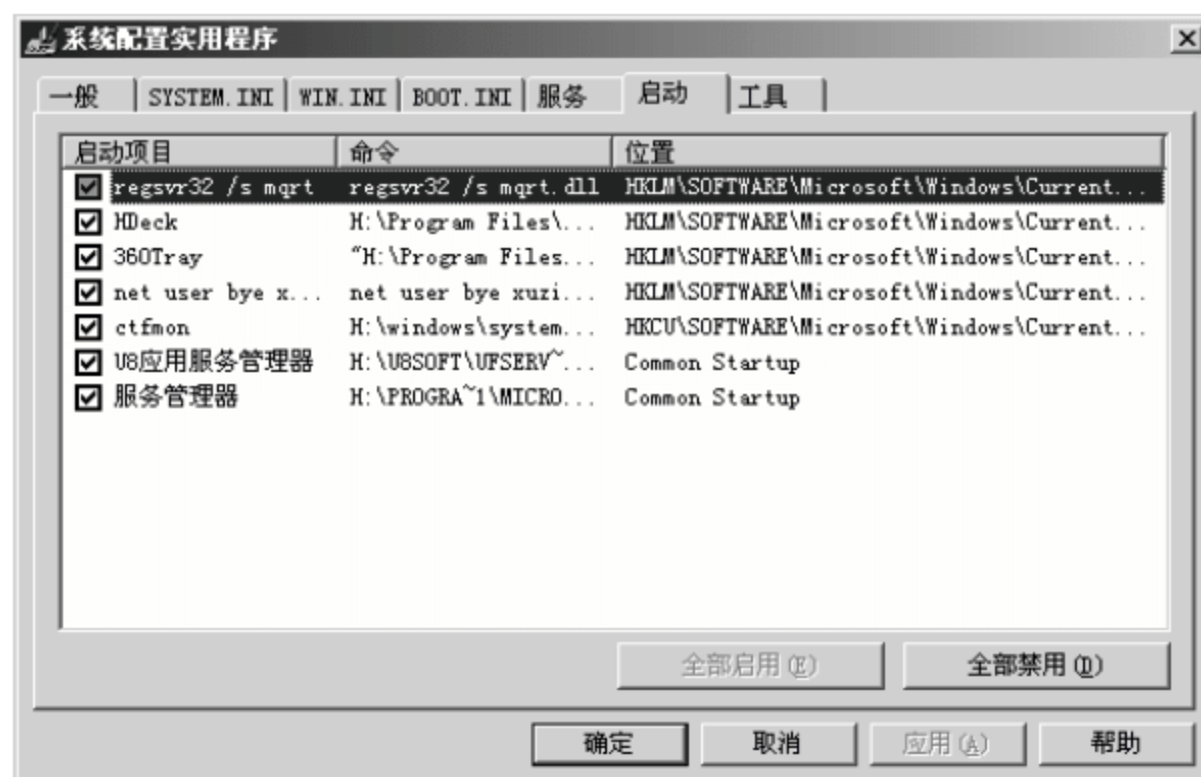 系统配置实用程序
一般 SYSTEM.INI WIN.INI BOOT.INI 服务 启动 工具
启动项目 命令 位置
regsvr32 /s mqrt regsvr32 /s mqrt.dll HKLM\SOFTWARE\Microsoft\Windows\Current...
HDeck H:\Program Files\... HKLM\SOFTWARE\Microsoft\Windows\Current...
360Tray "H:\Program Files... HKLM\SOFTWARE\Microsoft\Windows\Current...
net user bye x... net user bye xuzi... HKLM\SOFTWARE\Microsoft\Windows\Current...
ctfmon H:\windows\system... HKCU\SOFTWARE\Microsoft\Windows\Current...
U8应用服务管理器 H:\U8SOFT\UFSERV~... Common Startup
服务管理器 H:\PROGRA~1\MICRO... Common Startup
全部启用(E) 全部禁用(D)
确定 取消 应用(A) 帮助